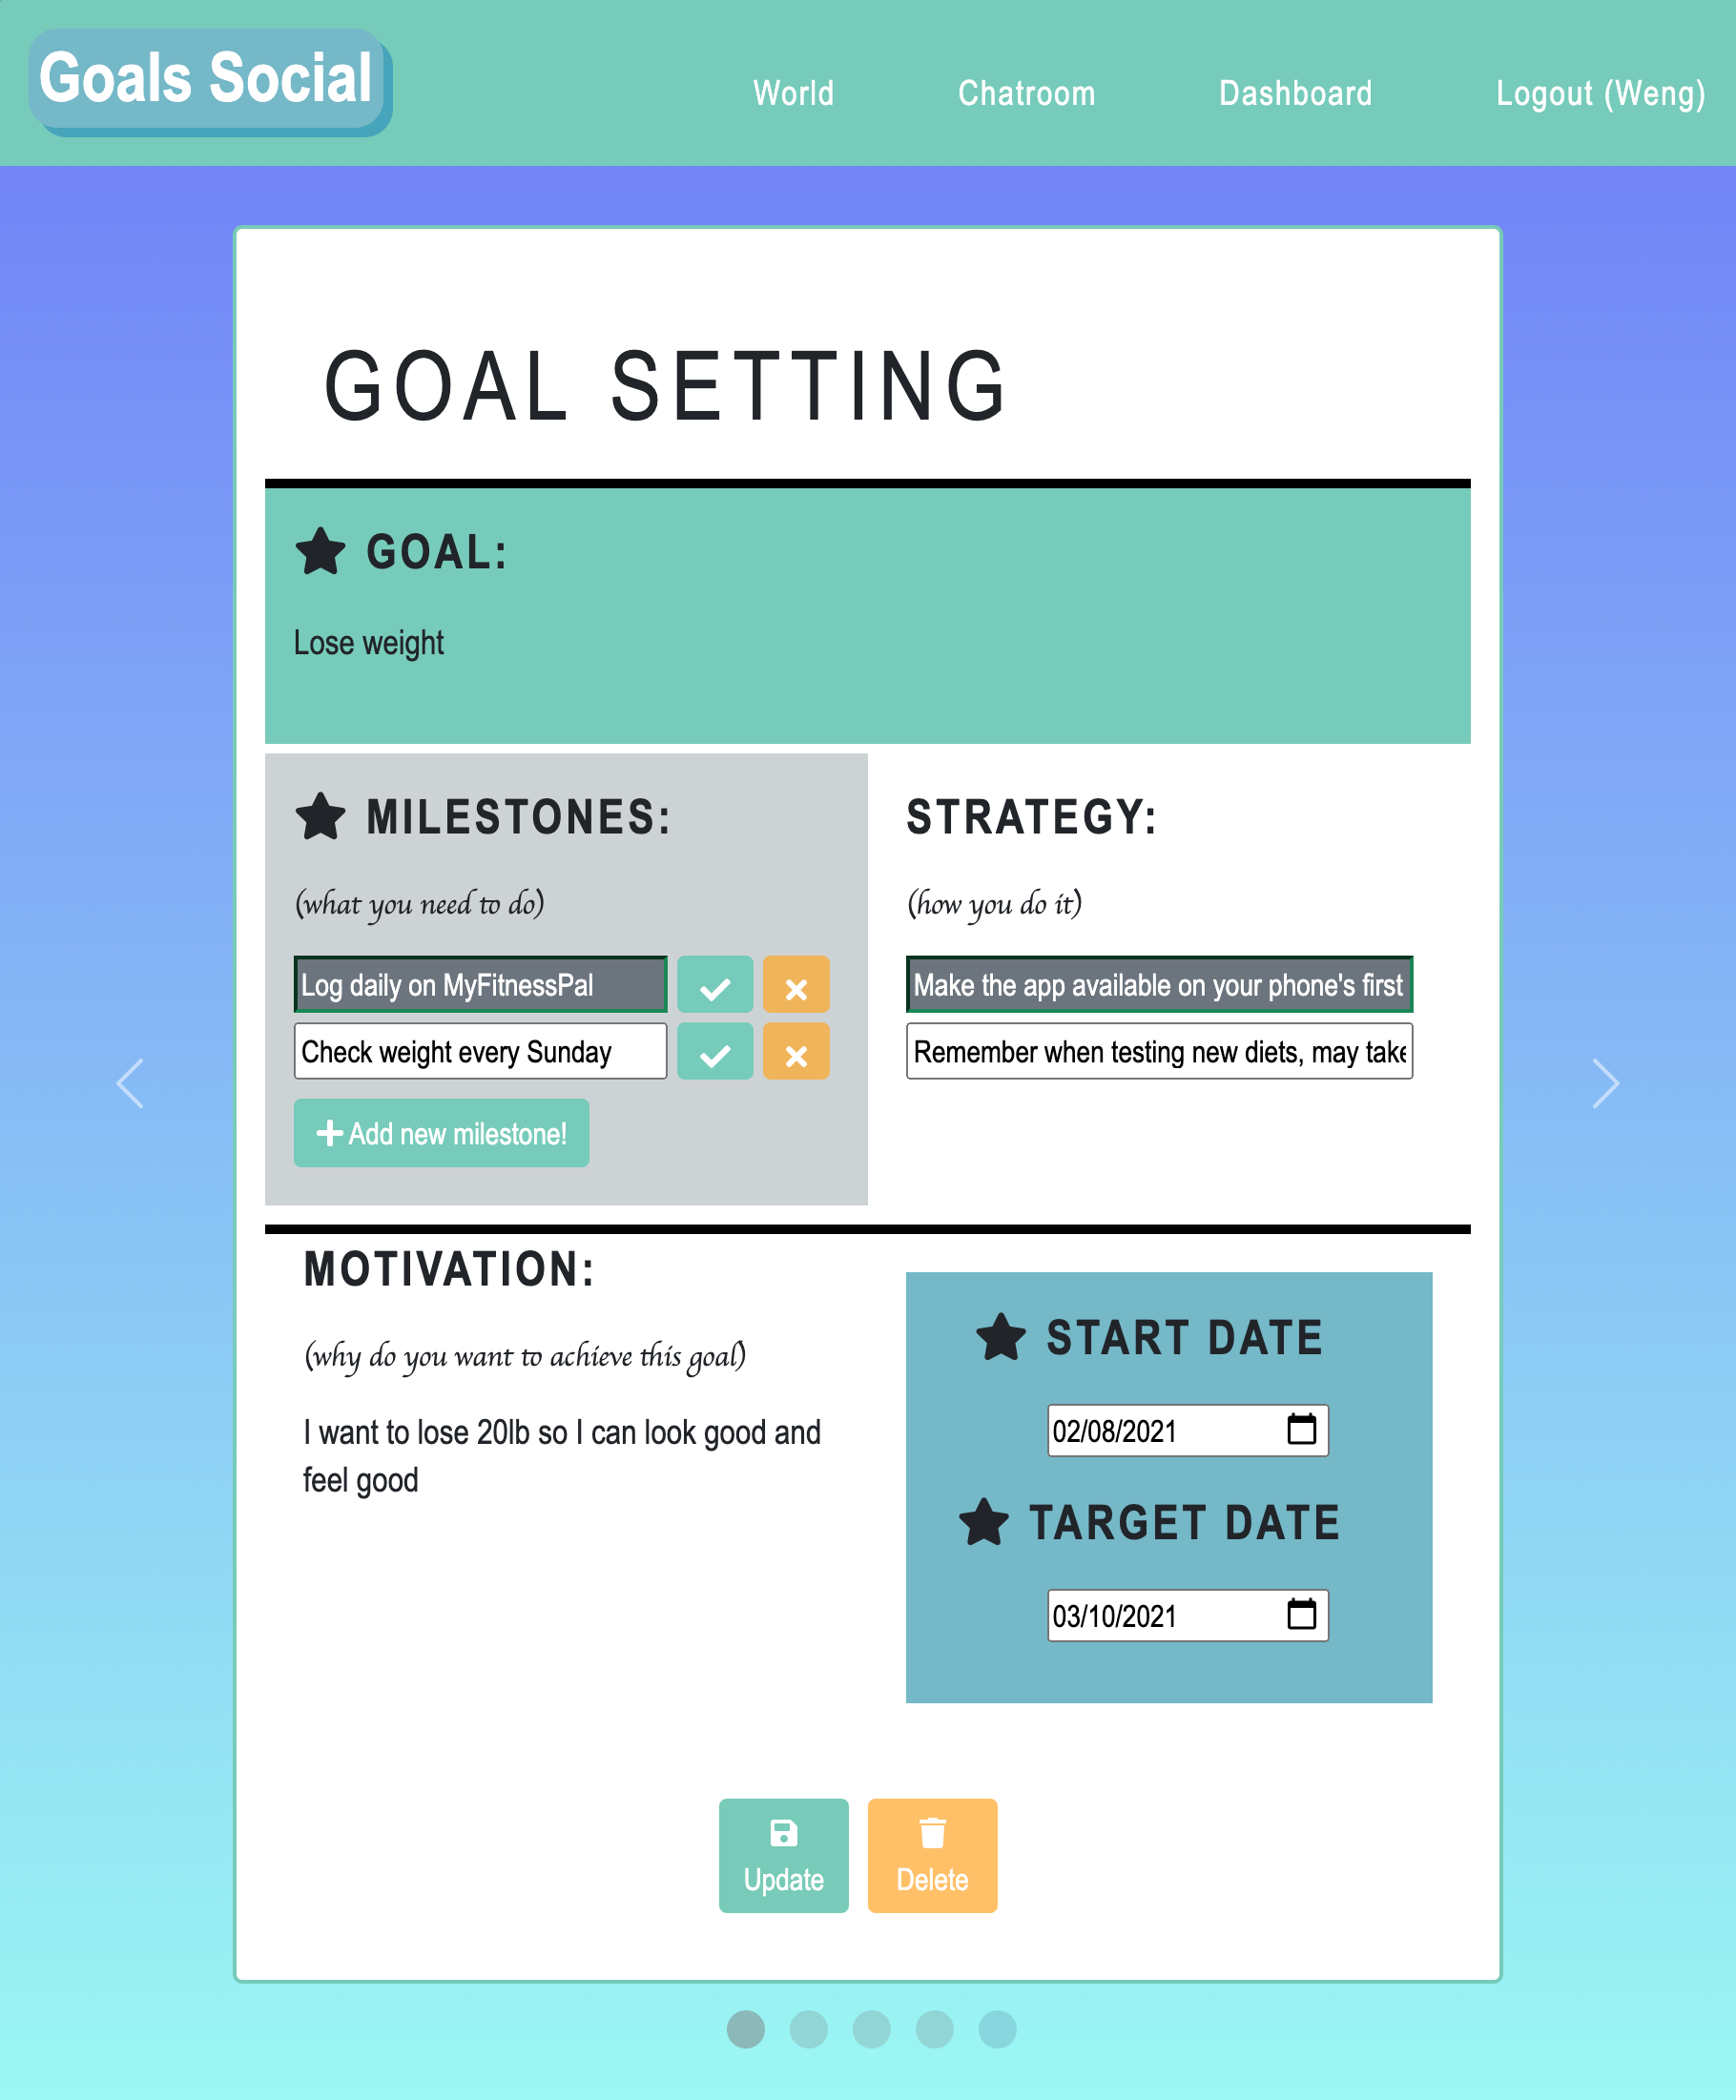 Goals Social
World
Chatroom
Dashboard
Logout (Weng)
GOAL SETTING
GOAL:
Lose weight
MILESTONES:
(what you need to do)
Log daily on MyFitnessPal
Check weight every Sunday
Add new milestone!
STRATEGY:
(how you do it)
Make the app available on your phone's first
Remember when testing new diets, may take
MOTIVATION:
(why do you want to achieve this goal)
I want to lose 20lb so I can look good and
feel good
START DATE
02/08/2021
TARGET DATE
03/10/2021
Update
Delete